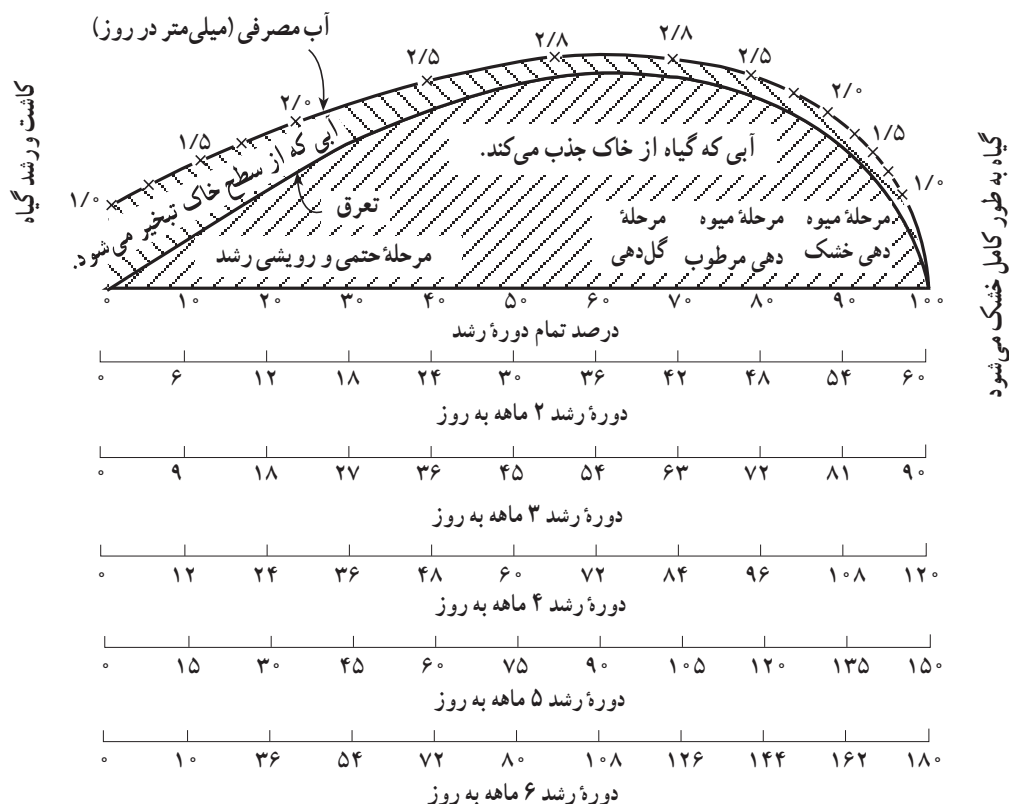 آب مصرفی (میلی‌متر در روز)
کاشت و رشد گیاه
گیاه به طور کامل خشک می‌شود
۱/۰ ۱/۵ ۲/۰ ۲/۵ ۲/۸ ۲/۸ ۲/۵ ۲/۰ ۱/۵ ۱/۰
آبی که از سطح خاک تبخیر می‌شود.
آبی که گیاه از خاک جذب می‌کند.
تعرق
مرحلهٔ حتمی و رویشی رشد
مرحلهٔ
گل‌دهی
مرحلهٔ میوه
دهی مرطوب
مرحلهٔ میوه
دهی خشک
۰ ۱۰ ۲۰ ۳۰ ۴۰ ۵۰ ۶۰ ۷۰ ۸۰ ۹۰ ۱۰۰
درصد تمام دورهٔ رشد
۰ ۶ ۱۲ ۱۸ ۲۴ ۳۰ ۳۶ ۴۲ ۴۸ ۵۴ ۶۰
دورهٔ رشد ۲ ماهه به روز
۰ ۹ ۱۸ ۲۷ ۳۶ ۴۵ ۵۴ ۶۳ ۷۲ ۸۱ ۹۰
دورهٔ رشد ۳ ماهه به روز
۰ ۱۲ ۲۴ ۳۶ ۴۸ ۶۰ ۷۲ ۸۴ ۹۶ ۱۰۸ ۱۲۰
دورهٔ رشد ۴ ماهه به روز
۰ ۱۵ ۳۰ ۴۵ ۶۰ ۷۵ ۹۰ ۱۰۵ ۱۲۰ ۱۳۵ ۱۵۰
دورهٔ رشد ۵ ماهه به روز
۰ ۱۰ ۳۶ ۵۴ ۷۲ ۸۰ ۱۰۸ ۱۲۶ ۱۴۴ ۱۶۲ ۱۸۰
دورهٔ رشد ۶ ماهه به روز